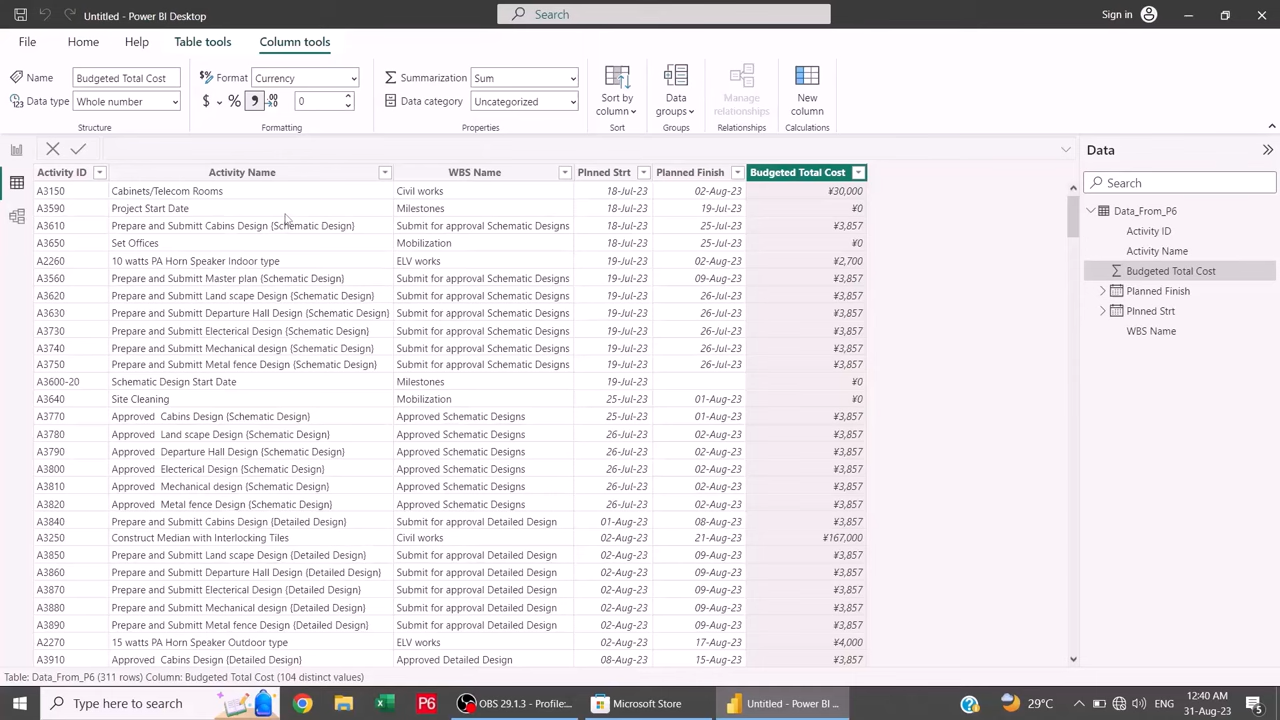 Untitled - Power BI Desktop
Search
Sign in
File
Home
Help
Table tools
Column tools
Name
Budgeted Total Cost
Format
Currency
Summarization
Sum
Data type
Whole number
$
%
0
Data category
Uncategorized
Sort by
column
Data
groups
Manage
relationships
New
column
Structure
Formatting
Properties
Sort
Groups
Relationships
Calculations
Data
Search
Data_From_P6
Activity ID
Activity Name
Budgeted Total Cost
Planned Finish
Plnned Strt
WBS Name
Activity ID Activity Name WBS Name Plnned Strt Planned Finish Budgeted Total Cost
A3150 Cabinets/Telecom Rooms Civil works 18-Jul-23 02-Aug-23 ¥30,000
A3590 Project Start Date Milestones 18-Jul-23 19-Jul-23 ¥0
A3610 Prepare and Submitt Cabins Design (Schematic Design) Submit for approval Schematic Designs 18-Jul-23 25-Jul-23 ¥3,857
A3650 Set Offices Mobilization 18-Jul-23 25-Jul-23 ¥0
A2260 10 watts PA Horn Speaker Indoor type ELV works 19-Jul-23 02-Aug-23 ¥2,700
A3560 Prepare and Submitt Master plan (Schematic Design) Submit for approval Schematic Designs 19-Jul-23 09-Aug-23 ¥3,857
A3620 Prepare and Submitt Land scape Design (Schematic Design) Submit for approval Schematic Designs 19-Jul-23 26-Jul-23 ¥3,857
A3630 Prepare and Submitt Departure Hall Design (Schematic Design) Submit for approval Schematic Designs 19-Jul-23 26-Jul-23 ¥3,857
A3730 Prepare and Submitt Electerical Design (Schematic Design) Submit for approval Schematic Designs 19-Jul-23 26-Jul-23 ¥3,857
A3740 Prepare and Submitt Mechanical design (Schematic Design) Submit for approval Schematic Designs 19-Jul-23 26-Jul-23 ¥3,857
A3750 Prepare and Submitt Metal fence Design (Schematic Design) Submit for approval Schematic Designs 19-Jul-23 26-Jul-23 ¥3,857
A3600-20 Schematic Design Start Date Milestones 19-Jul-23 ¥0
A3640 Site Cleaning Mobilization 25-Jul-23 01-Aug-23 ¥0
A3770 Approved Cabins Design (Schematic Design) Approved Schematic Designs 25-Jul-23 01-Aug-23 ¥3,857
A3780 Approved Land scape Design (Schematic Design) Approved Schematic Designs 26-Jul-23 02-Aug-23 ¥3,857
A3790 Approved Departure Hall Design (Schematic Design) Approved Schematic Designs 26-Jul-23 02-Aug-23 ¥3,857
A3800 Approved Electerical Design (Schematic Design) Approved Schematic Designs 26-Jul-23 02-Aug-23 ¥3,857
A3810 Approved Mechanical design (Schematic Design) Approved Schematic Designs 26-Jul-23 02-Aug-23 ¥3,857
A3820 Approved Metal fence Design (Schematic Design) Approved Schematic Designs 26-Jul-23 02-Aug-23 ¥3,857
A3840 Prepare and Submitt Cabins Design (Detailed Design) Submit for approval Detailed Design 01-Aug-23 08-Aug-23 ¥3,857
A3250 Construct Median with Interlocking Tiles Civil works 02-Aug-23 21-Aug-23 ¥167,000
A3850 Prepare and Submitt Land scape Design (Detailed Design) Submit for approval Detailed Design 02-Aug-23 09-Aug-23 ¥3,857
A3860 Prepare and Submitt Departure Hall Design (Detailed Design) Submit for approval Detailed Design 02-Aug-23 09-Aug-23 ¥3,857
A3870 Prepare and Submitt Electerical Design (Detailed Design) Submit for approval Detailed Design 02-Aug-23 09-Aug-23 ¥3,857
A3880 Prepare and Submitt Mechanical design (Detailed Design) Submit for approval Detailed Design 02-Aug-23 09-Aug-23 ¥3,857
A3890 Prepare and Submitt Metal fence Design (Detailed Design) Submit for approval Detailed Design 02-Aug-23 09-Aug-23 ¥3,857
A2270 15 watts PA Horn Speaker Outdoor type ELV works 02-Aug-23 17-Aug-23 ¥4,000
A3910 Approved Cabins Design (Detailed Design) Approved Detailed Design 08-Aug-23 15-Aug-23 ¥3,857
Table: Data_From_P6 (311 rows) Column: Budgeted Total Cost (104 distinct values)
Type here to search
P6
OBS 29.1.3 - Profile:...
Microsoft Store
Untitled - Power BI ...
29°C
ENG
12:40 AM
31-Aug-23